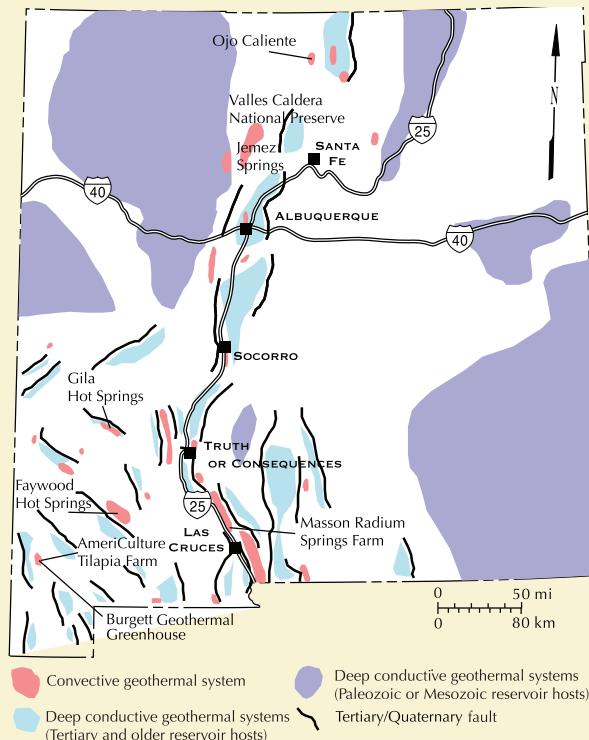 Ojo Caliente
N
Valles Caldera
National Preserve
25
Jemez
Springs
SANTA
FE
40
ALBUQUERQUE
40
SOCORRO
Gila
Hot Springs
TRUTH
OR CONSEQUENCES
Faywood
Hot Springs
25
Masson Radium
Springs Farm
LAS
CRUCES
AmeriCulture
Tilapia Farm
0 50 mi
0 80 km
Burgett Geothermal
Greenhouse
Convective geothermal system
Deep conductive geothermal systems
(Paleozoic or Mesozoic reservoir hosts)
Deep conductive geothermal systems
(Tertiary and older reservoir hosts)
Tertiary/Quaternary fault